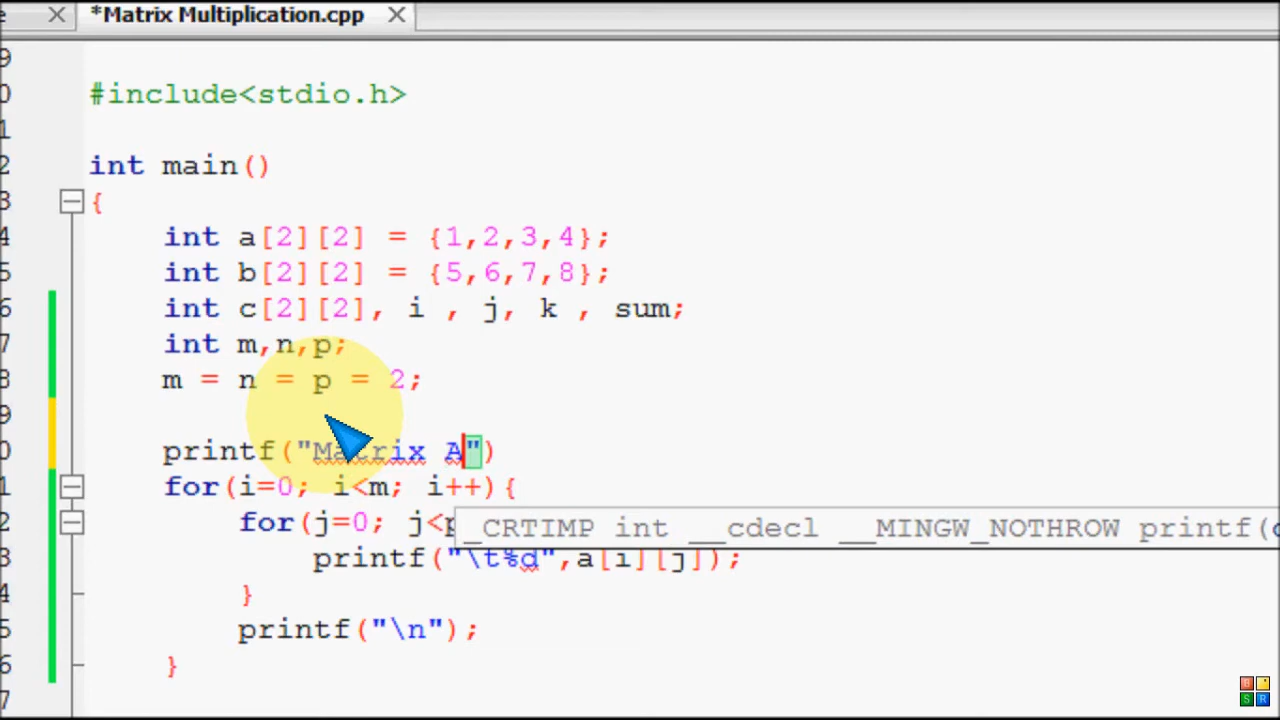 e × *Matrix Multiplication.cpp ×
9
0 #include<stdio.h>
1
2 int main()
3 {
4 int a[2][2] = {1,2,3,4};
5 int b[2][2] = {5,6,7,8};
6 int c[2][2], i , j, k , sum;
7 int m,n,p;
8 m = n = p = 2;
9
0 printf("Matrix A")
1 for(i=0; i<m; i++){
2 for(j=0; j<p
_CRTIMP int __cdecl __MINGW_NOTHROW printf(c
3 printf("\t%d",a[i][j]);
4 }
5 printf("\n");
6 }
7